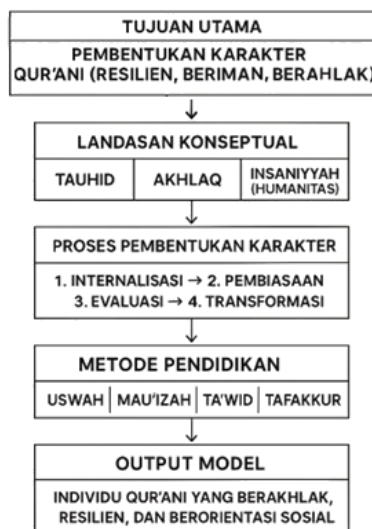 TUJUAN UTAMA
PEMBENTUKAN KARAKTER
QUR'ANI (RESILIEN, BERIMAN, BERAHLAK)
LANDASAN KONSEPTUAL
TAUHID
AKHLAQ
INSANIYYAH
(HUMANITAS)
PROSES PEMBENTUKAN KARAKTER
1. INTERNALISASI → 2. PEMBIASAAN
3. EVALUASI → 4. TRANSFORMASI
METODE PENDIDIKAN
USWAH | MAU'IZAH | TA'WID | TAFAKKUR
OUTPUT MODEL
INDIVIDU QUR'ANI YANG BERAKHLAK,
RESILIEN, DAN BERORIENTASI SOSIAL